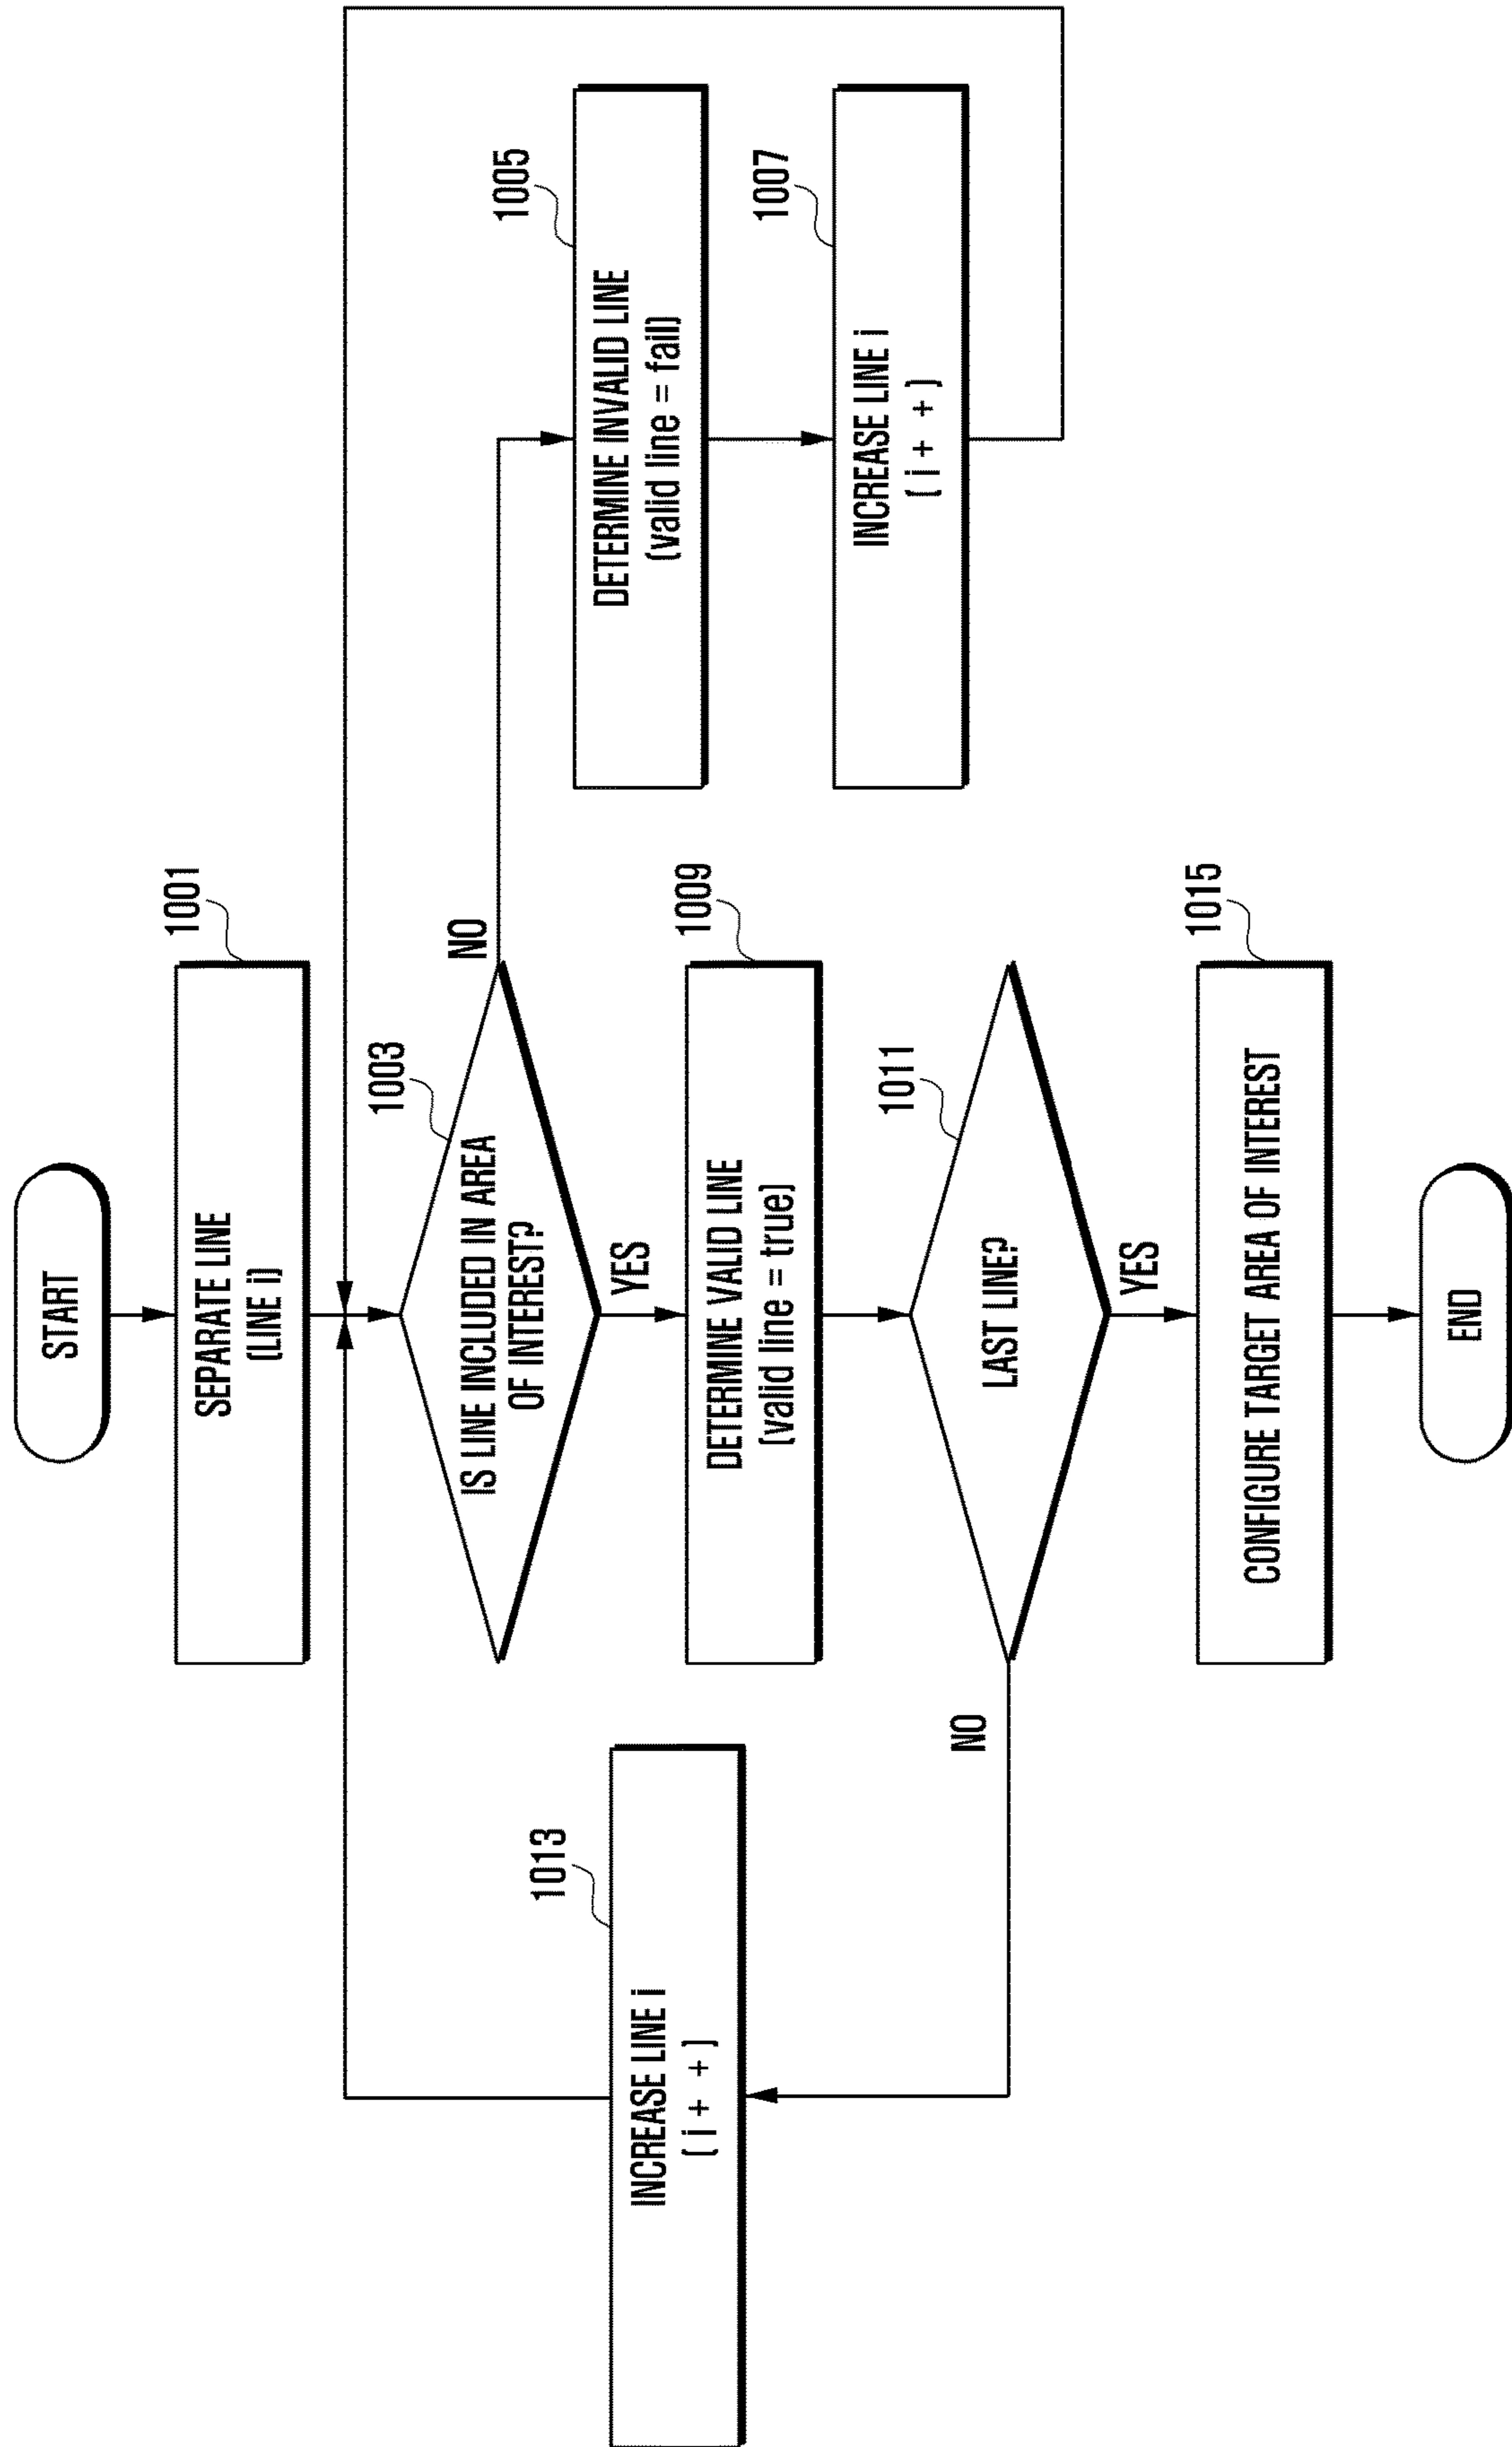 START
1001
SEPARATE LINE
(LINE i)
1003
IS LINE INCLUDED IN AREA
OF INTEREST?
NO
YES
1005
DETERMINE INVALID LINE
(valid line = fail)
1007
INCREASE LINE i
( i + + )
1009
DETERMINE VALID LINE
(valid line = true)
1011
LAST LINE?
NO
YES
1013
INCREASE LINE i
( i + + )
1015
CONFIGURE TARGET AREA OF INTEREST
END